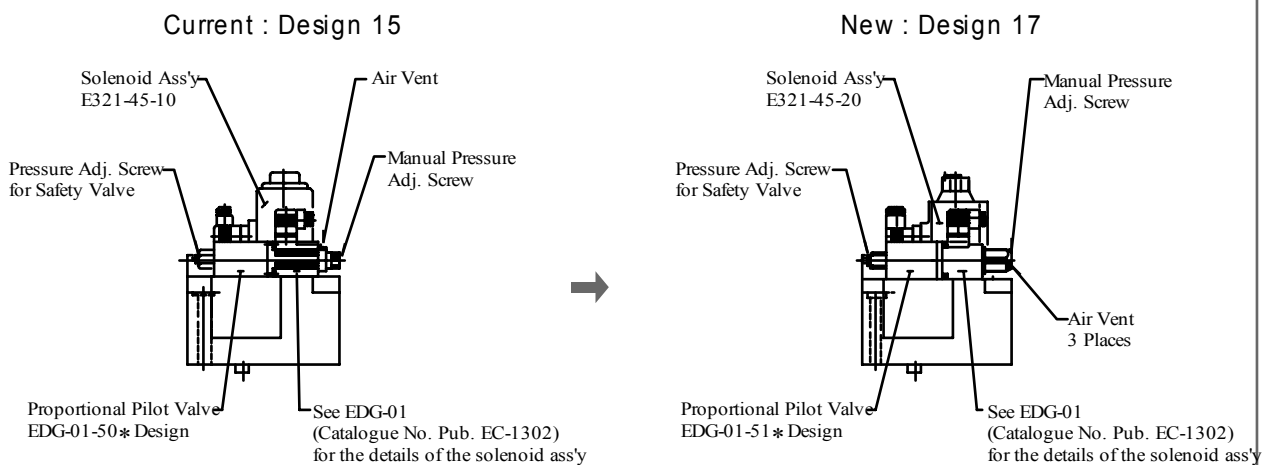 Current : Design 15
Solenoid Ass'y
E321-45-10
Air Vent
Pressure Adj. Screw
for Safety Valve
Manual Pressure
Adj. Screw
Proportional Pilot Valve
EDG-01-50* Design
See EDG-01
(Catalogue No. Pub. EC-1302)
for the details of the solenoid ass'y
New : Design 17
Solenoid Ass'y
E321-45-20
Manual Pressure
Adj. Screw
Pressure Adj. Screw
for Safety Valve
Air Vent
3 Places
Proportional Pilot Valve
EDG-01-51* Design
See EDG-01
(Catalogue No. Pub. EC-1302)
for the details of the solenoid ass'y